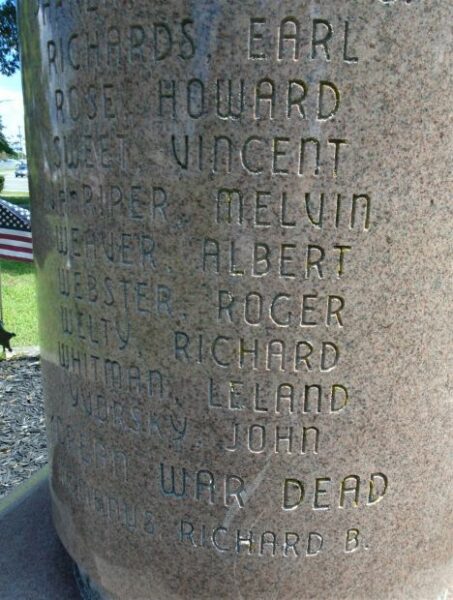 RICHARDS, EARL
ROSE, HOWARD
SWEET, VINCENT
VANRIPER, MELVIN
WEAVER, ALBERT
WEBSTER, ROGER
WELTY, RICHARD
WHITMAN, LELAND
JOHN
WAR DEAD
RICHARD B.